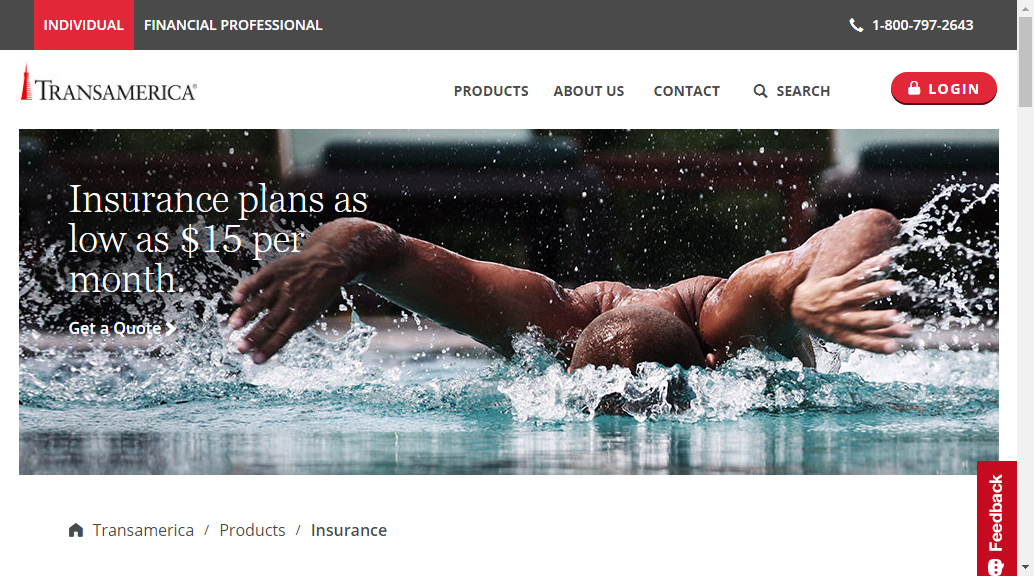 INDIVIDUAL FINANCIAL PROFESSIONAL 1-800-797-2643
TRANSAMERICA® PRODUCTS ABOUT US CONTACT SEARCH LOGIN
Insurance plans as
low as $15 per
month.
Get a Quote
Feedback
Transamerica / Products / Insurance